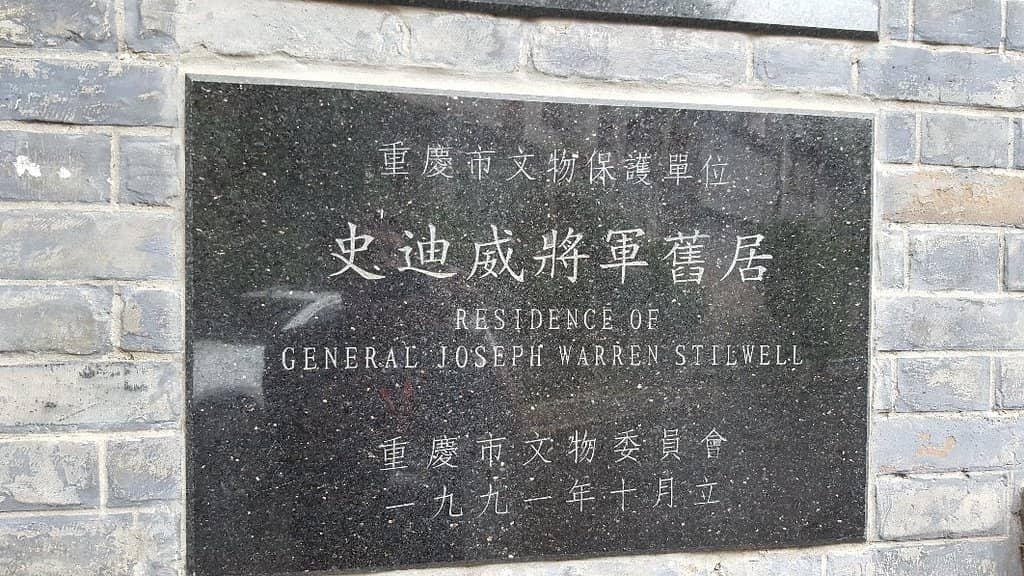 重慶市文物保護單位
史迪威將軍舊居
RESIDENCE OF
GENERAL JOSEPH WARREN STILWELL
重慶市文物委員會
一九九一年十月立